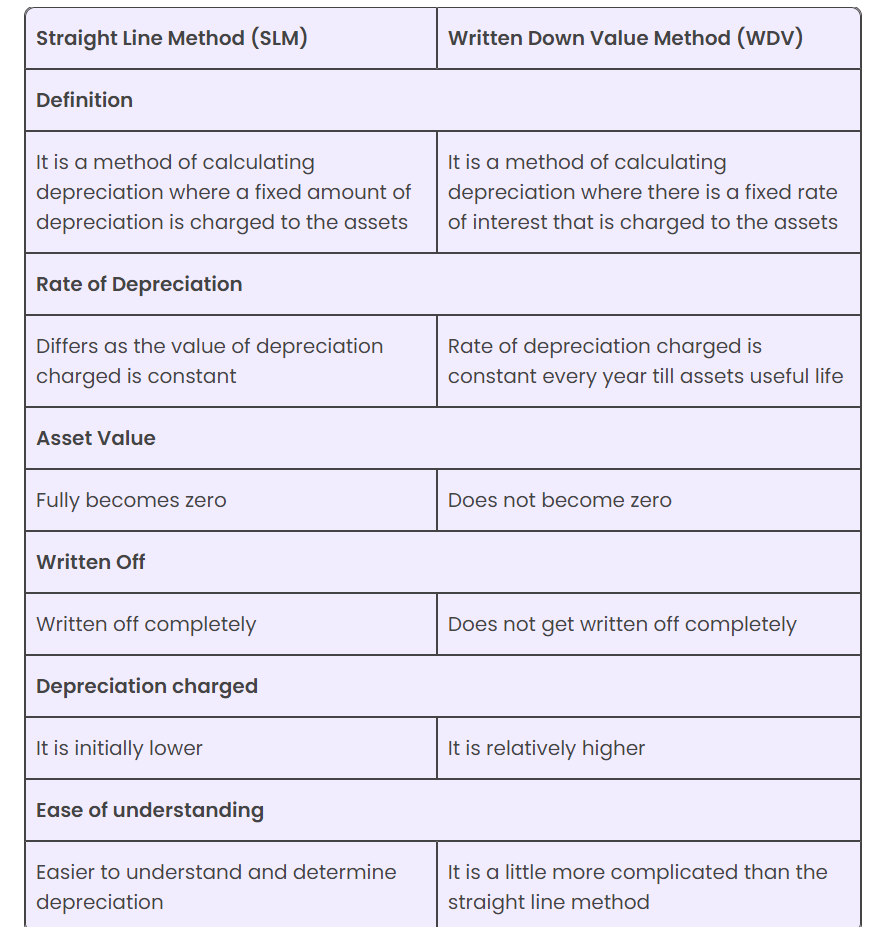 Straight Line Method (SLM)
Written Down Value Method (WDV)
Definition
It is a method of calculating
depreciation where a fixed amount of
depreciation is charged to the assets
It is a method of calculating
depreciation where there is a fixed rate
of interest that is charged to the assets
Rate of Depreciation
Differs as the value of depreciation
charged is constant
Rate of depreciation charged is
constant every year till assets useful life
Asset Value
Fully becomes zero
Does not become zero
Written Off
Written off completely
Does not get written off completely
Depreciation charged
It is initially lower
It is relatively higher
Ease of understanding
Easier to understand and determine
depreciation
It is a little more complicated than the
straight line method